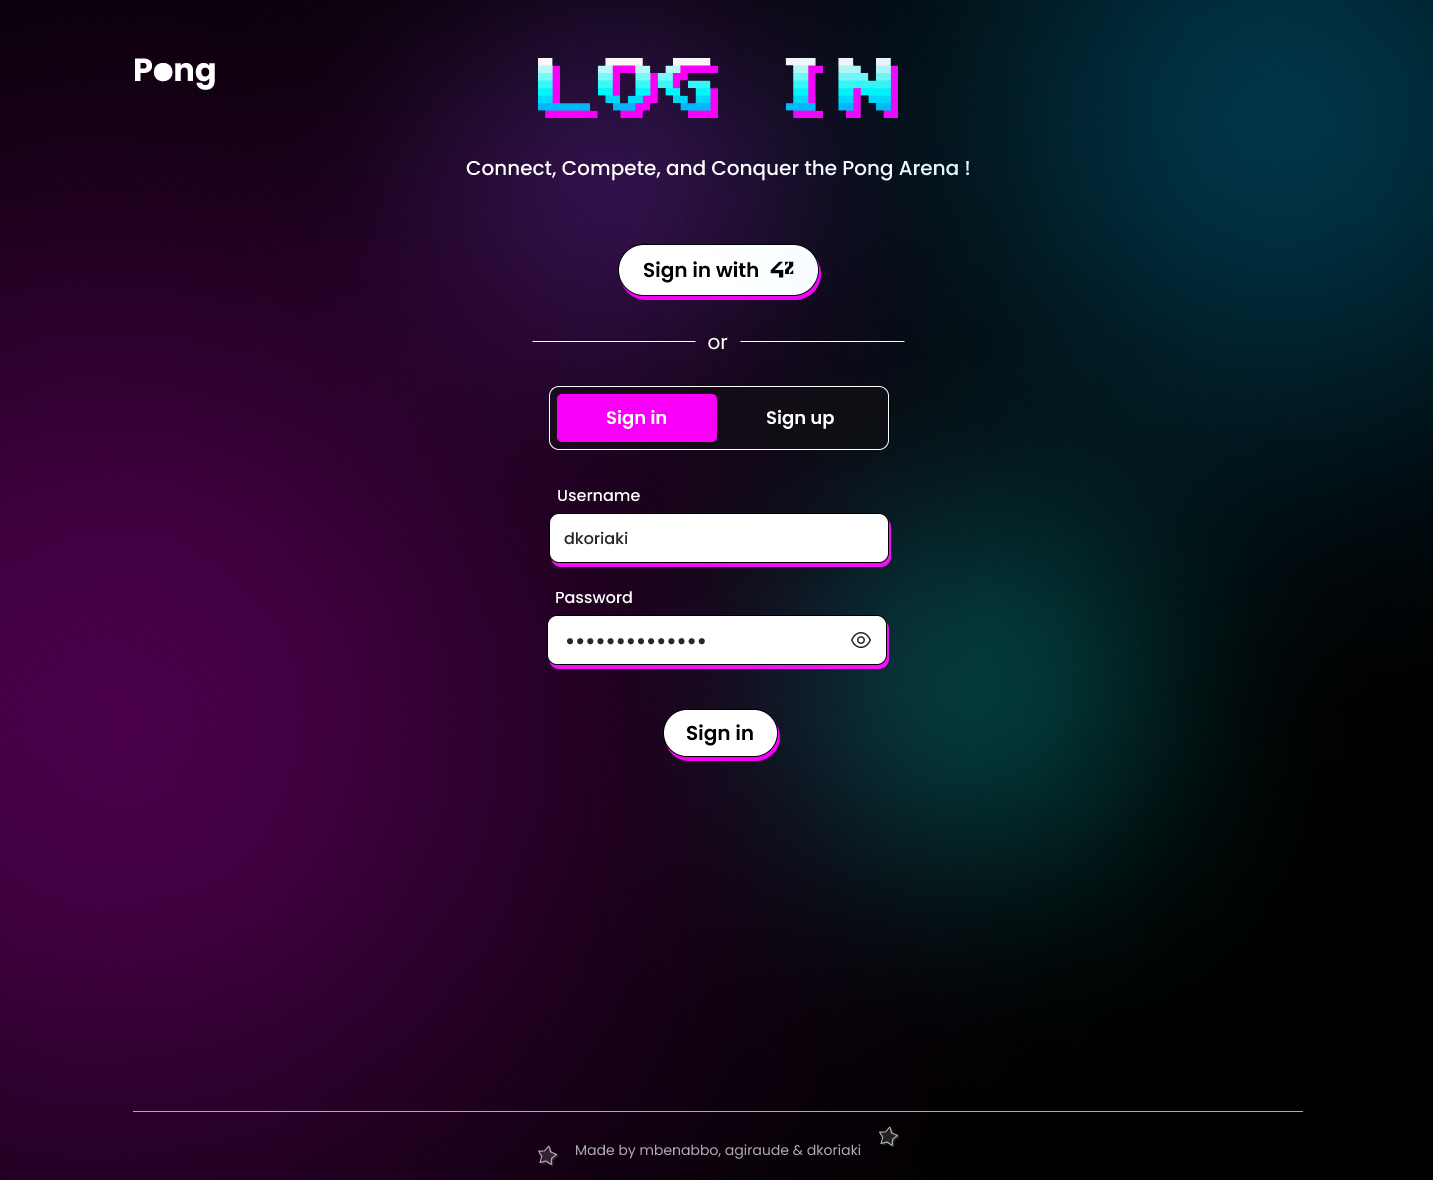 Pong
LOG IN
Connect, Compete, and Conquer the Pong Arena !
Sign in with 42
or
Sign in
Sign up
Username
dkoriaki
Password
••••••••••••••
Sign in
Made by mbenabbo, agiraude & dkoriaki